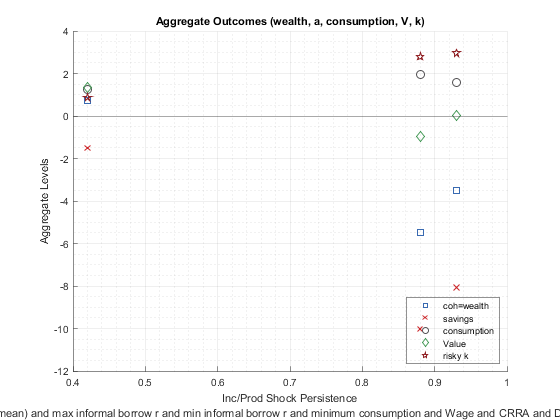 Aggregate Outcomes (wealth, a, consumption, V, k)
4
2
0
-2
-4
-6
-8
-10
-12
Aggregate Levels
coh=wealth
savings
consumption
Value
risky k
0.4
0.5
0.6
0.7
0.8
0.9
1
Inc/Prod Shock Persistence
mean) and max informal borrow r and min informal borrow r and minimum consumption and Wage and CRRA and